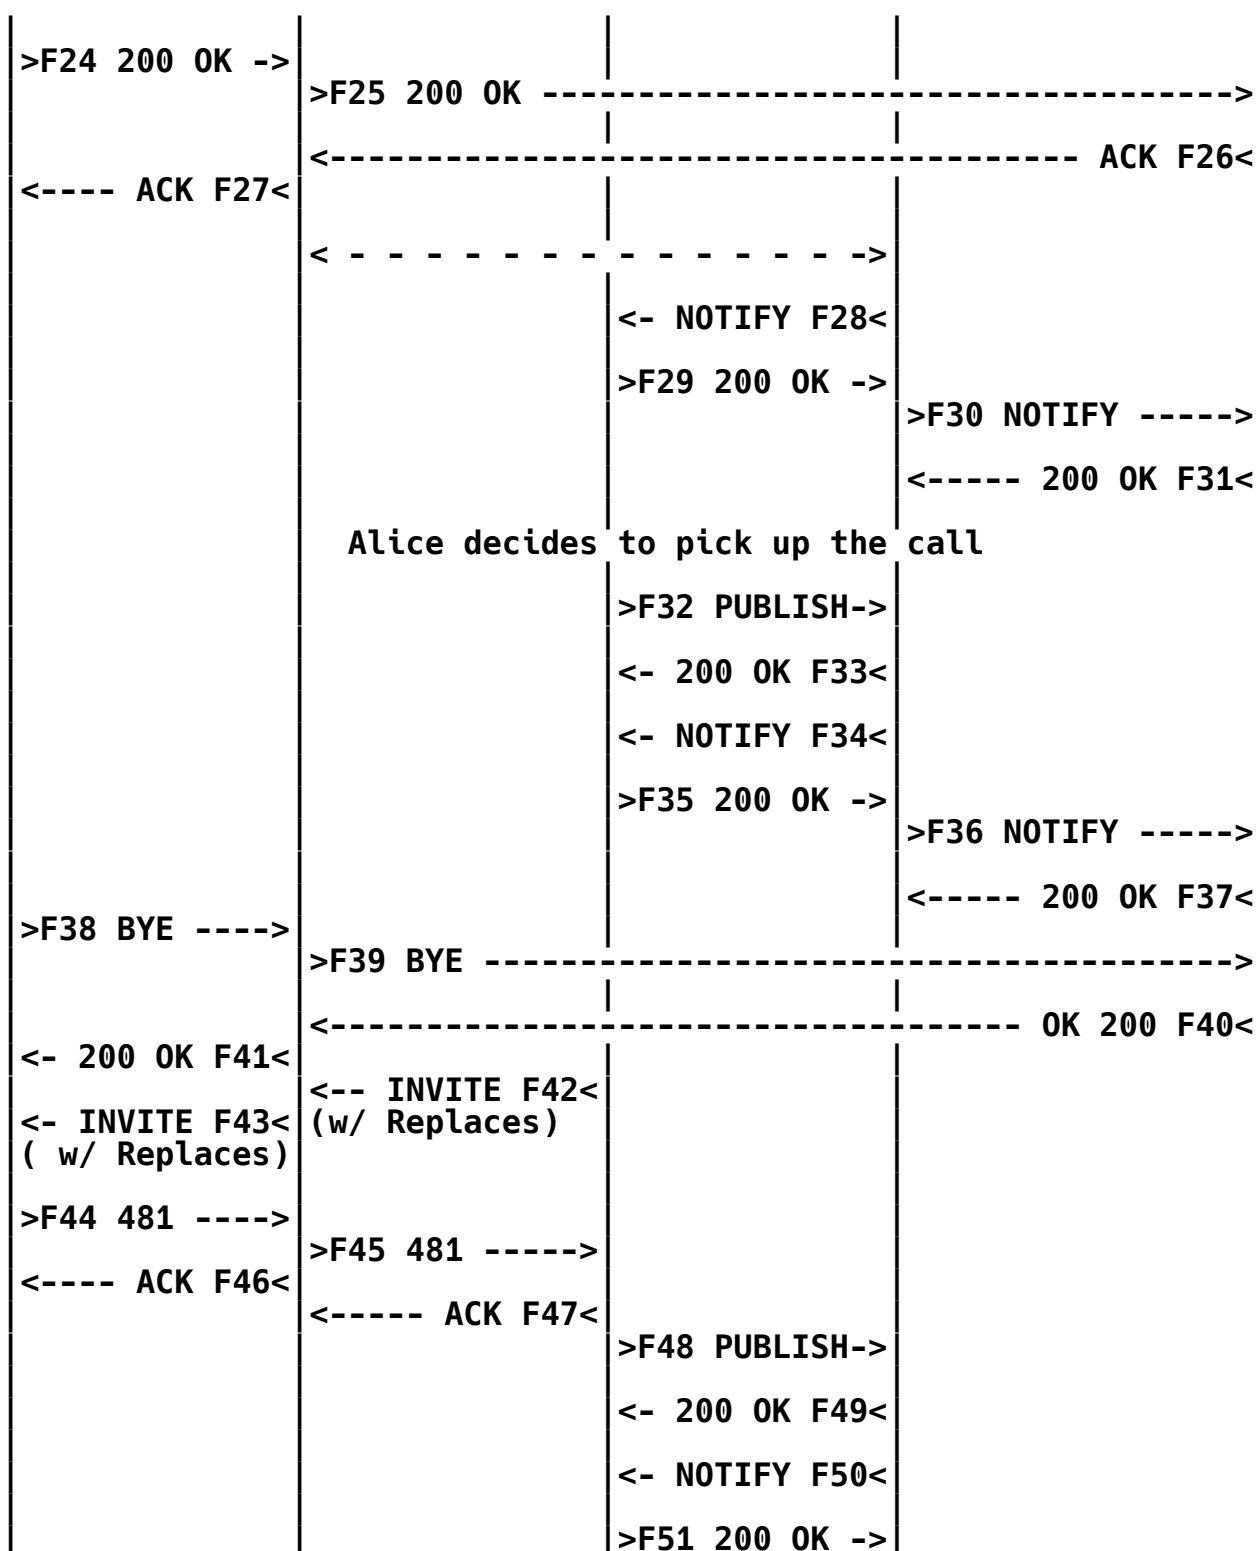 >F24 200 OK ->
>F25 200 OK ------------------------------------>
<--------------------------------------- ACK F26<
<---- ACK F27<
< - - - - - - - - - - - - - ->
<- NOTIFY F28<
>F29 200 OK ->
>F30 NOTIFY ----->
<----- 200 OK F31<
Alice decides to pick up the call
>F32 PUBLISH->
<- 200 OK F33<
<- NOTIFY F34<
>F35 200 OK ->
>F36 NOTIFY ----->
<----- 200 OK F37<
>F38 BYE ---->
>F39 BYE --------------------------------------->
<------------------------------------ OK 200 F40<
<- 200 OK F41<
<-- INVITE F42<
<- INVITE F43< (w/ Replaces)
( w/ Replaces)
>F44 481 ---->
>F45 481 ----->
<---- ACK F46<
<----- ACK F47<
>F48 PUBLISH->
<- 200 OK F49<
<- NOTIFY F50<
>F51 200 OK ->